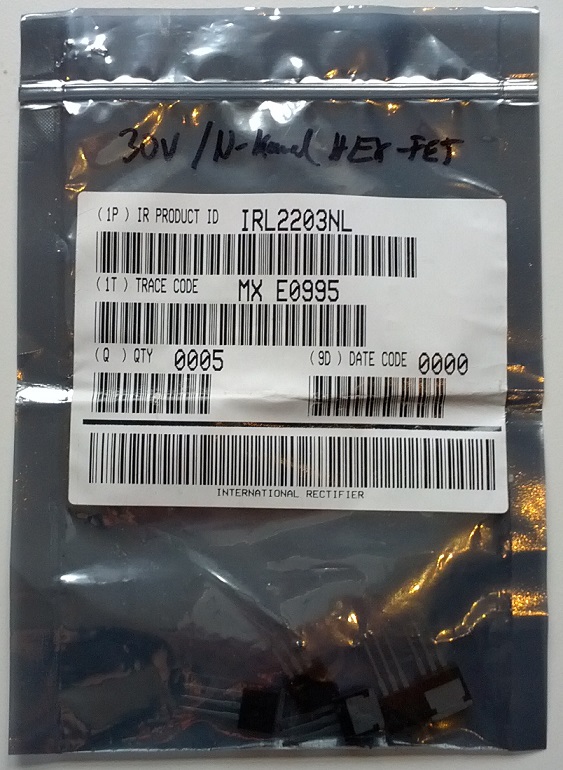 30V / N-Kanal HEX-FET
(1P) IR PRODUCT ID IRL2203NL
(1T) TRACE CODE MX E0995
(Q ) QTY 0005 (9D) DATE CODE 0000
INTERNATIONAL RECTIFIER